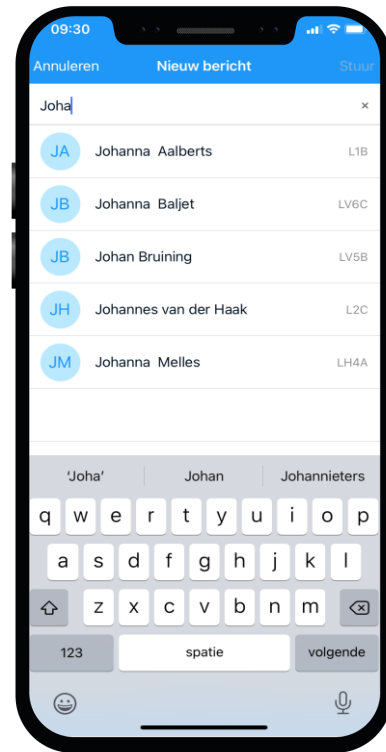 09:30
Annuleren Nieuw bericht Stuur
Joha ×
JA Johanna Aalberts L1B
JB Johanna Baljet LV6C
JB Johan Bruining LV5B
JH Johannes van der Haak L2C
JM Johanna Melles LH4A
‘Joha’ Johan Johannieters
q w e r t y u i o p
a s d f g h j k l
z x c v b n m
123 spatie volgende